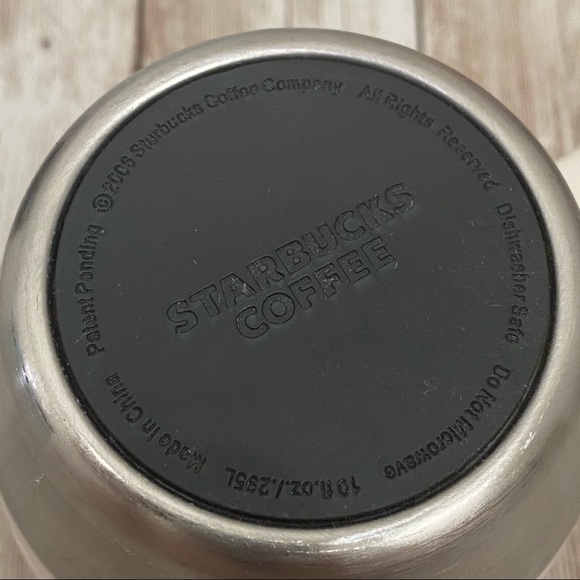 ©2006 Starbucks Coffee Company
All Rights Reserved
Dishwasher Safe
Do Not Microwave
10 fl.oz./.295L
Made In China
Patent Pending
STARBUCKS
COFFEE